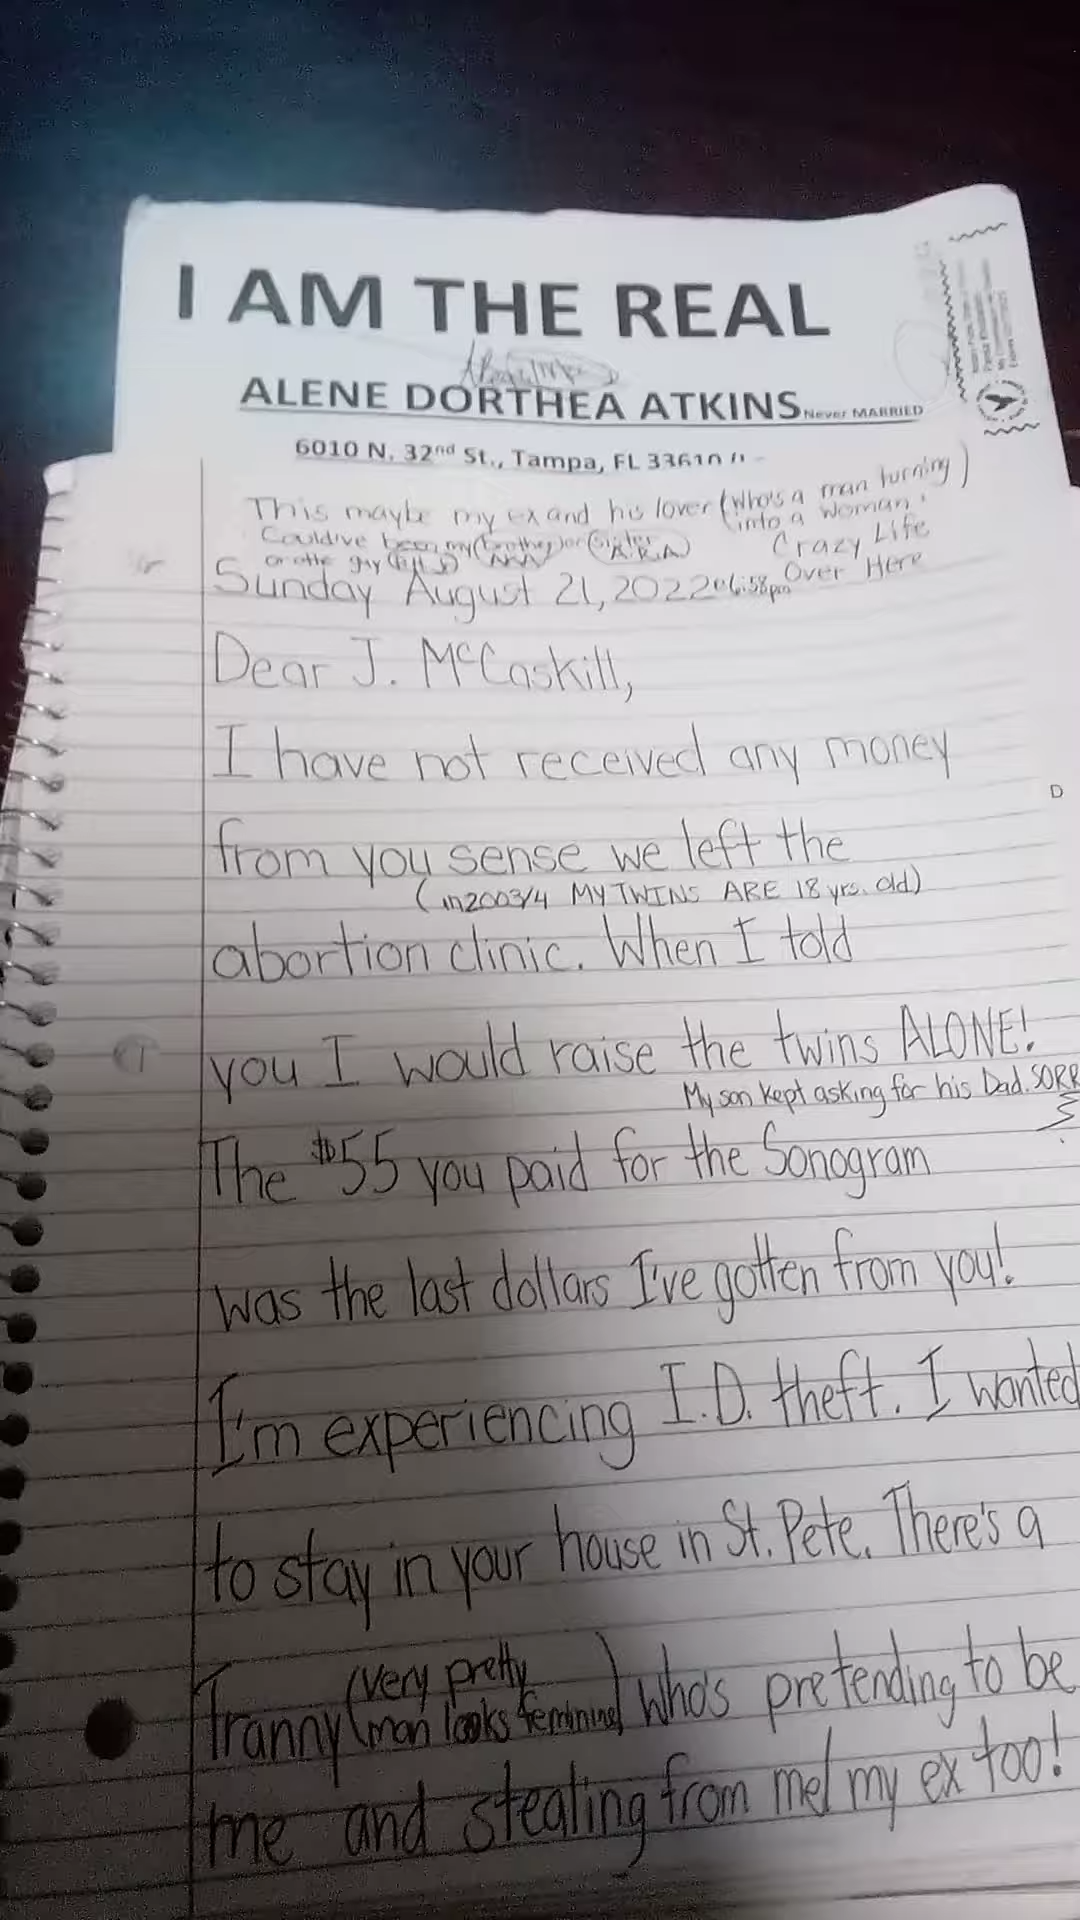 I AM THE REAL
ALENE DORTHEA ATKINS Never MARRIED
6010 N. 32nd St., Tampa, FL 33610
This maybe my ex and his lover (Who's a man turning
into a woman)
Could've been my (brother) or (Sister
A.K.A)
Crazy Life
Over Here
Sunday August 21, 2022 6:58pm
Dear J. McCaskill,
I have not received any money
from you sense we left the
(in 2003/4 MY TWINS ARE 18 yrs. old)
abortion clinic. When I told
you I would raise the twins ALONE!
My son kept asking for his Dad. SORR
The $55 you paid for the Sonogram
was the last dollars I've gotten from you!
I'm experiencing I.D. theft. I wanted
to stay in your house in St. Pete. There's a
(very pretty
Tranny man looks feminine) who's pretending to be
me and stealing from me/my ex too!
D